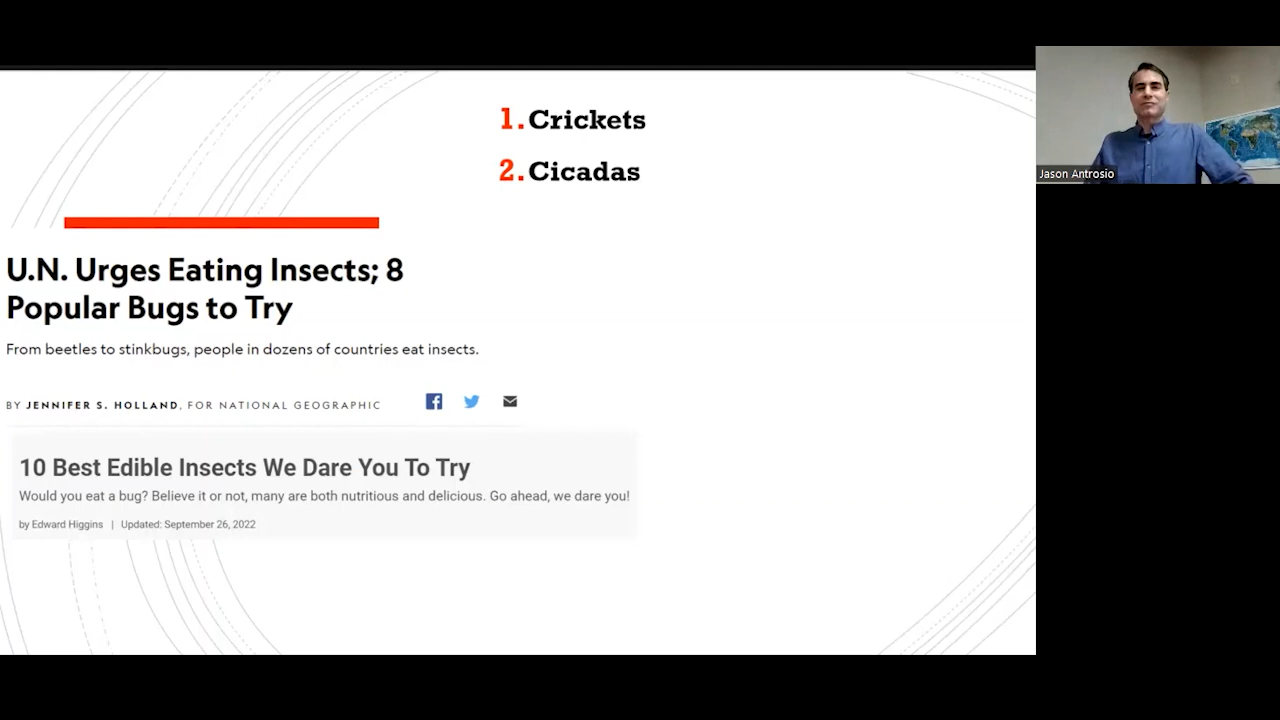 1. Crickets
2. Cicadas
U.N. Urges Eating Insects; 8
Popular Bugs to Try
From beetles to stinkbugs, people in dozens of countries eat insects.
BY JENNIFER S. HOLLAND, FOR NATIONAL GEOGRAPHIC
10 Best Edible Insects We Dare You To Try
Would you eat a bug? Believe it or not, many are both nutritious and delicious. Go ahead, we dare you!
by Edward Higgins | Updated: September 26, 2022
Jason Antrosio